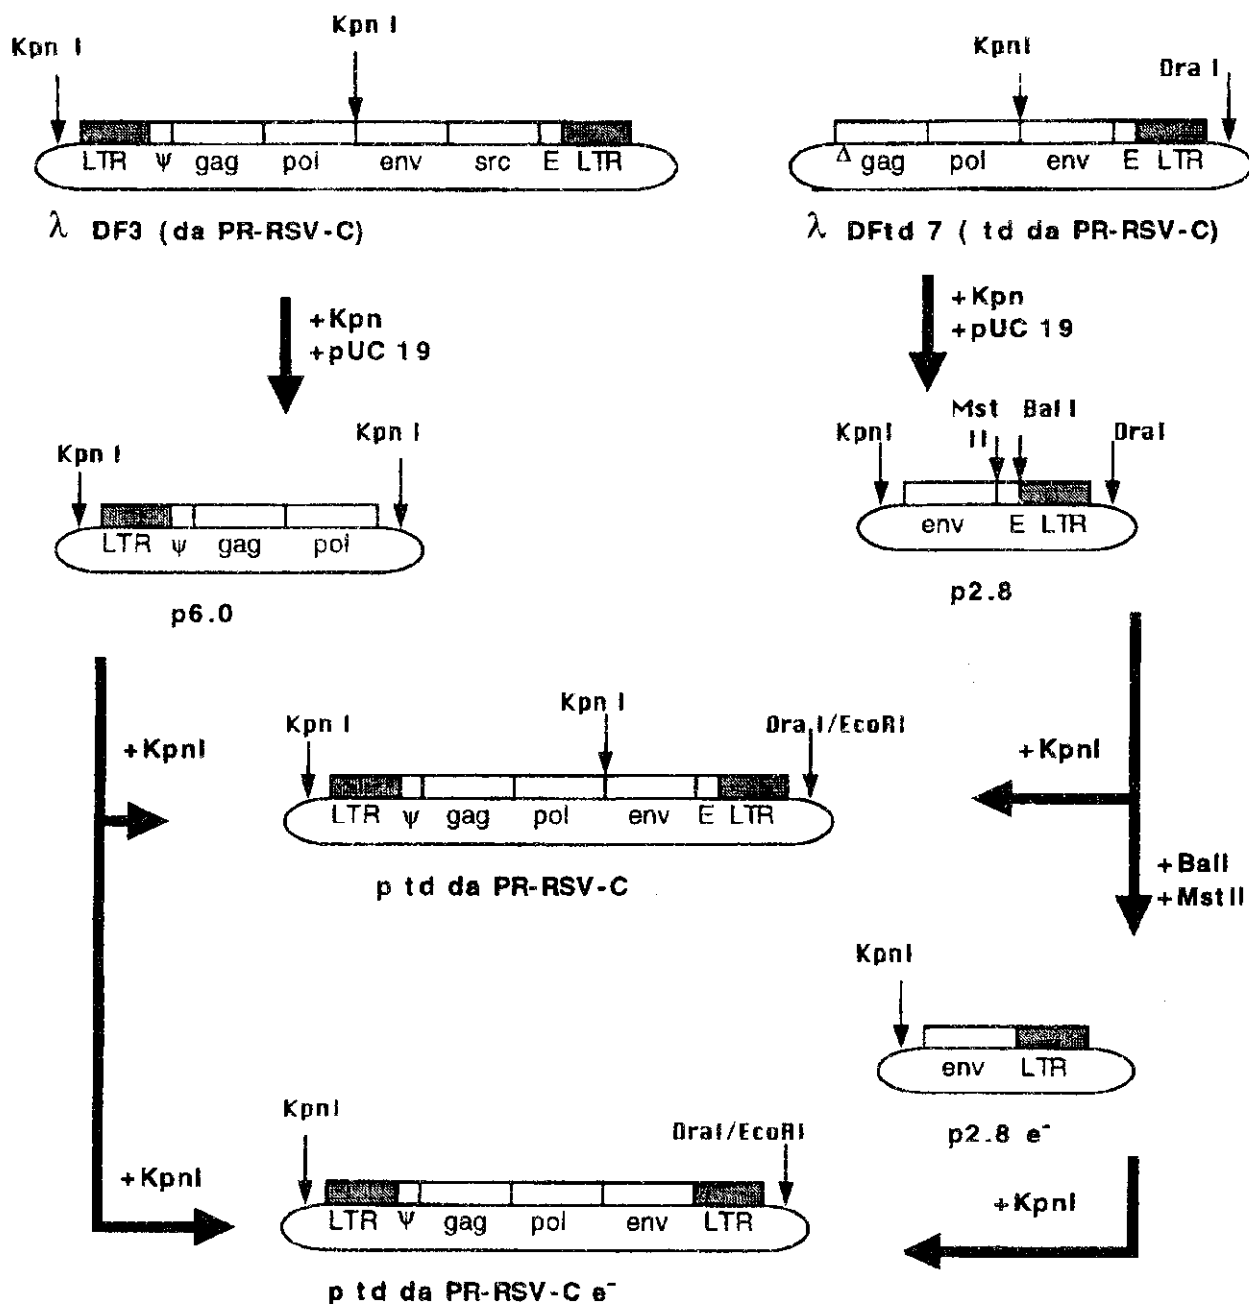 Kpn I
Kpn I
LTR ψ gag pol env src E LTR
λ DF3 (da PR-RSV-C)
KpnI
Dra I
Δ gag pol env E LTR
λ DFtd 7 ( td da PR-RSV-C)
+Kpn
+pUC 19
+Kpn
+pUC 19
Kpn I
Kpn I
LTR ψ gag pol
p6.0
KpnI
Mst
II
Bal I
DraI
env E LTR
p2.8
+KpnI
Kpn I
Kpn I
Dra I/EcoRI
LTR ψ gag pol env E LTR
p td da PR-RSV-C
+KpnI
+BalI
+MstII
KpnI
env LTR
p2.8 e⁻
+KpnI
KpnI
DraI/EcoRI
LTR Ψ gag pol env LTR
p td da PR-RSV-C e⁻
+KpnI